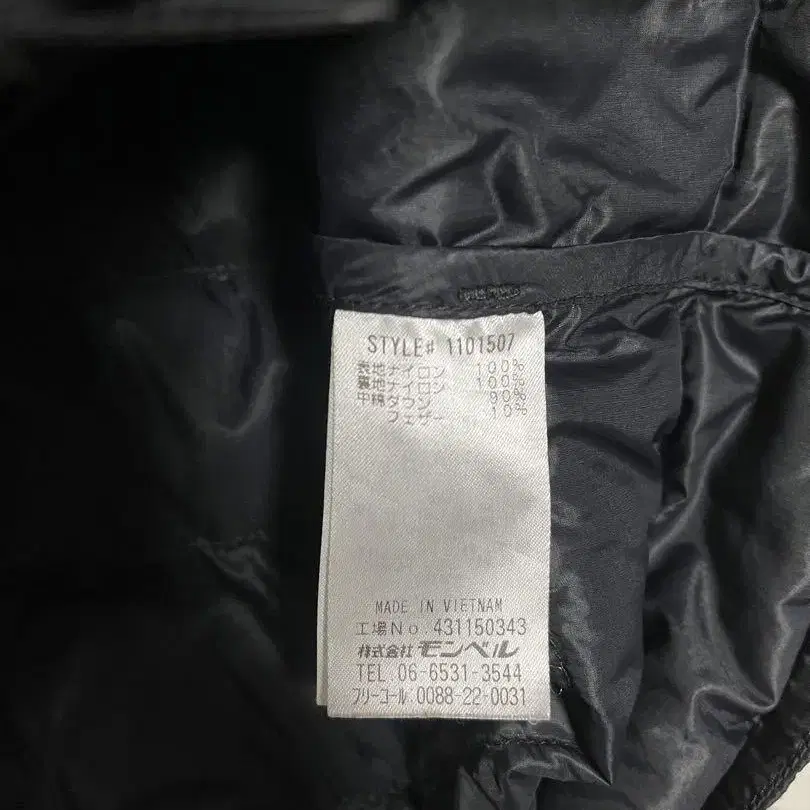 STYLE# 1101507
表地ナイロン 100%
裏地ナイロン 100%
中綿ダウン 90%
フェザー 10%
MADE IN VIETNAM
工場No. 431150343
株式会社モンベル
TEL 06-6531-3544
フリーコール 0088-22-0031